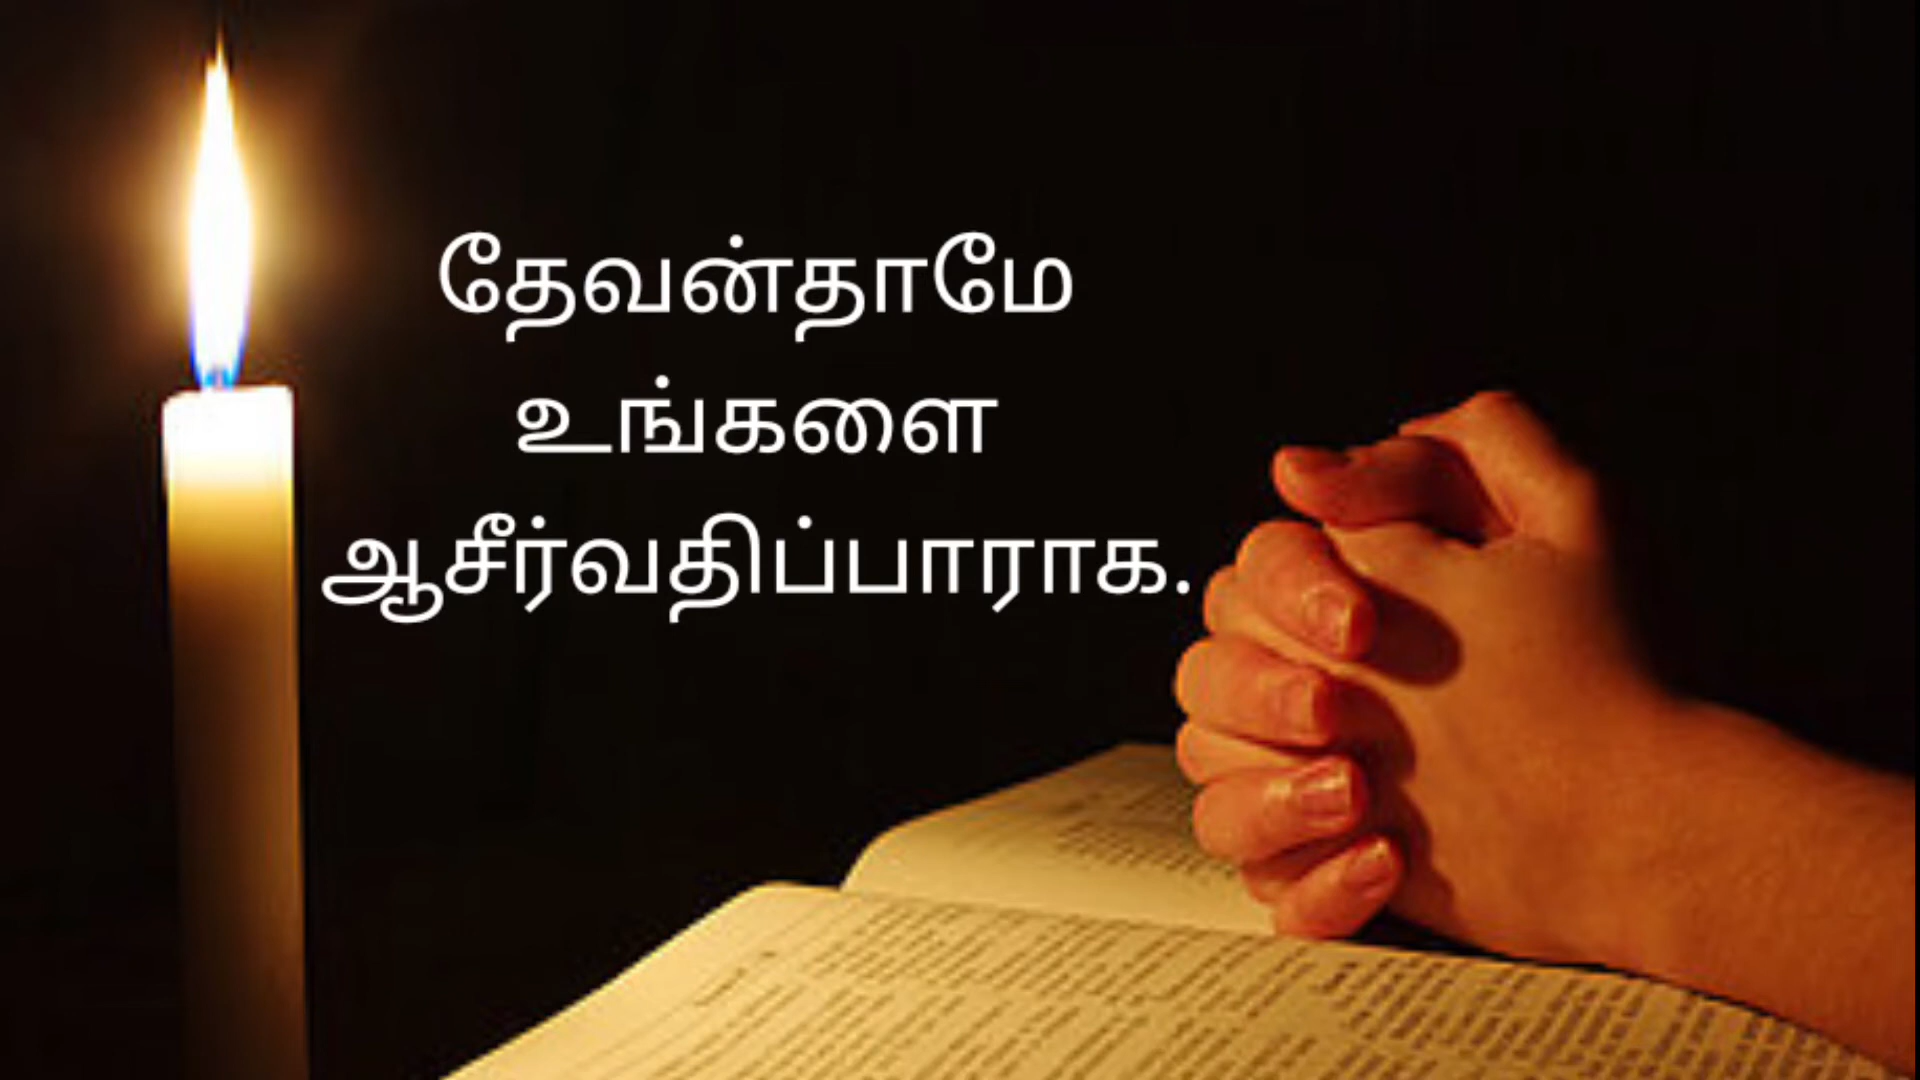 தேவன்தாமே
உங்களை
ஆசீர்வதிப்பாராக.